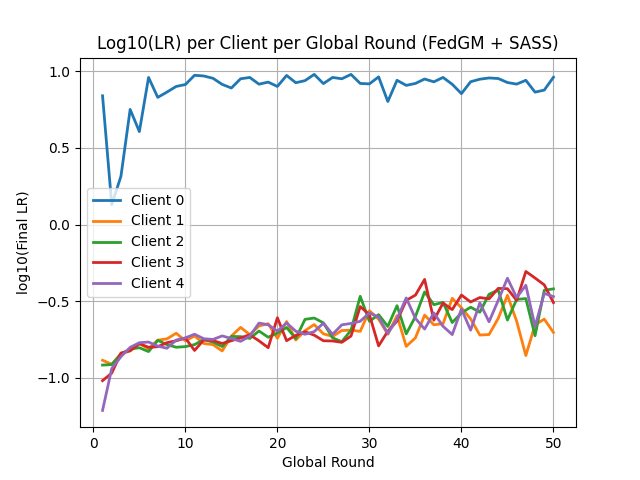 Log10(LR) per Client per Global Round (FedGM + SASS)
1.0
0.5
0.0
−0.5
−1.0
log10(Final LR)
Client 0
Client 1
Client 2
Client 3
Client 4
0 10 20 30 40 50
Global Round